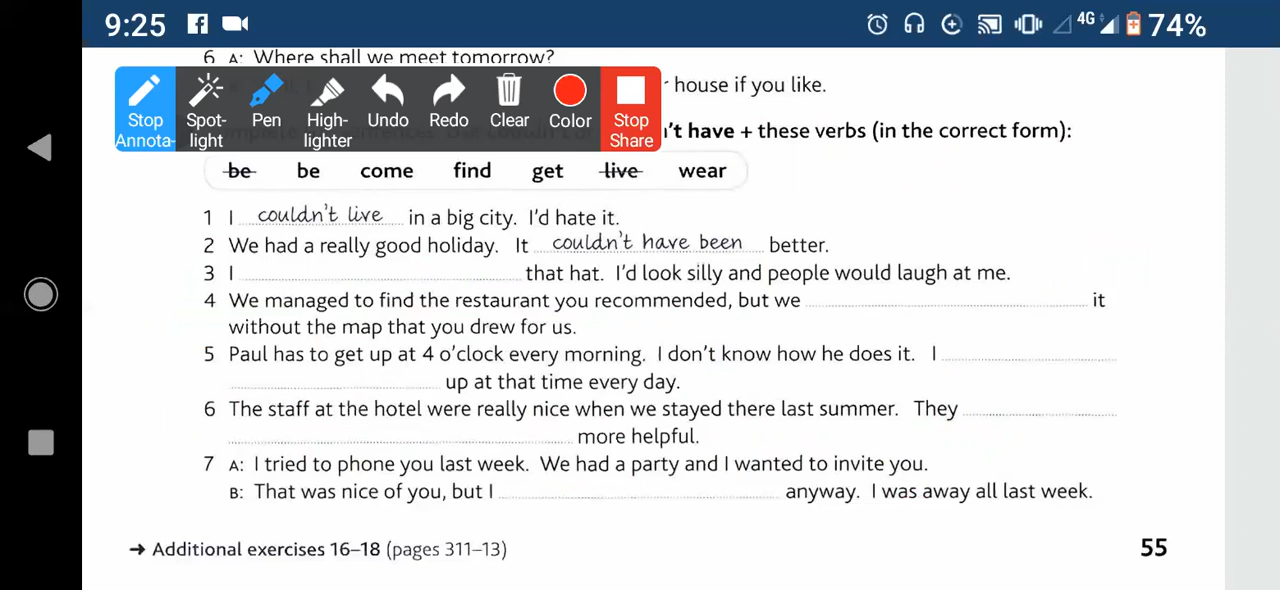 9:25 4G 74%
6 A: Where shall we meet tomorrow?
house if you like.
Stop Annota- Spot-light Pen High-lighter Undo Redo Clear Color Stop Share
't have + these verbs (in the correct form):
be be come find get live wear
1 I couldn't live in a big city. I'd hate it.
2 We had a really good holiday. It couldn't have been better.
3 I ........ that hat. I'd look silly and people would laugh at me.
4 We managed to find the restaurant you recommended, but we ........ it
without the map that you drew for us.
5 Paul has to get up at 4 o'clock every morning. I don't know how he does it. I ........
........ up at that time every day.
6 The staff at the hotel were really nice when we stayed there last summer. They ........
........ more helpful.
7 A: I tried to phone you last week. We had a party and I wanted to invite you.
B: That was nice of you, but I ........ anyway. I was away all last week.
➔ Additional exercises 16–18 (pages 311–13)
55